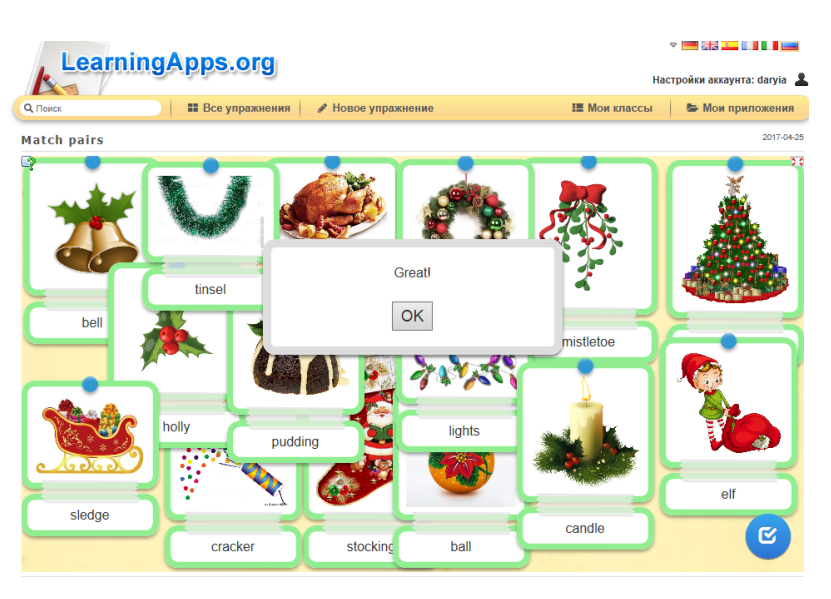 LearningApps.org
Настройки аккаунта: daryia
Поиск
Все упражнения
Новое упражнение
Мои классы
Мои приложения
Match pairs
2017-04-25
Great!
OK
tinsel
bell
mistletoe
holly
pudding
lights
sledge
elf
candle
cracker
stocking
ball